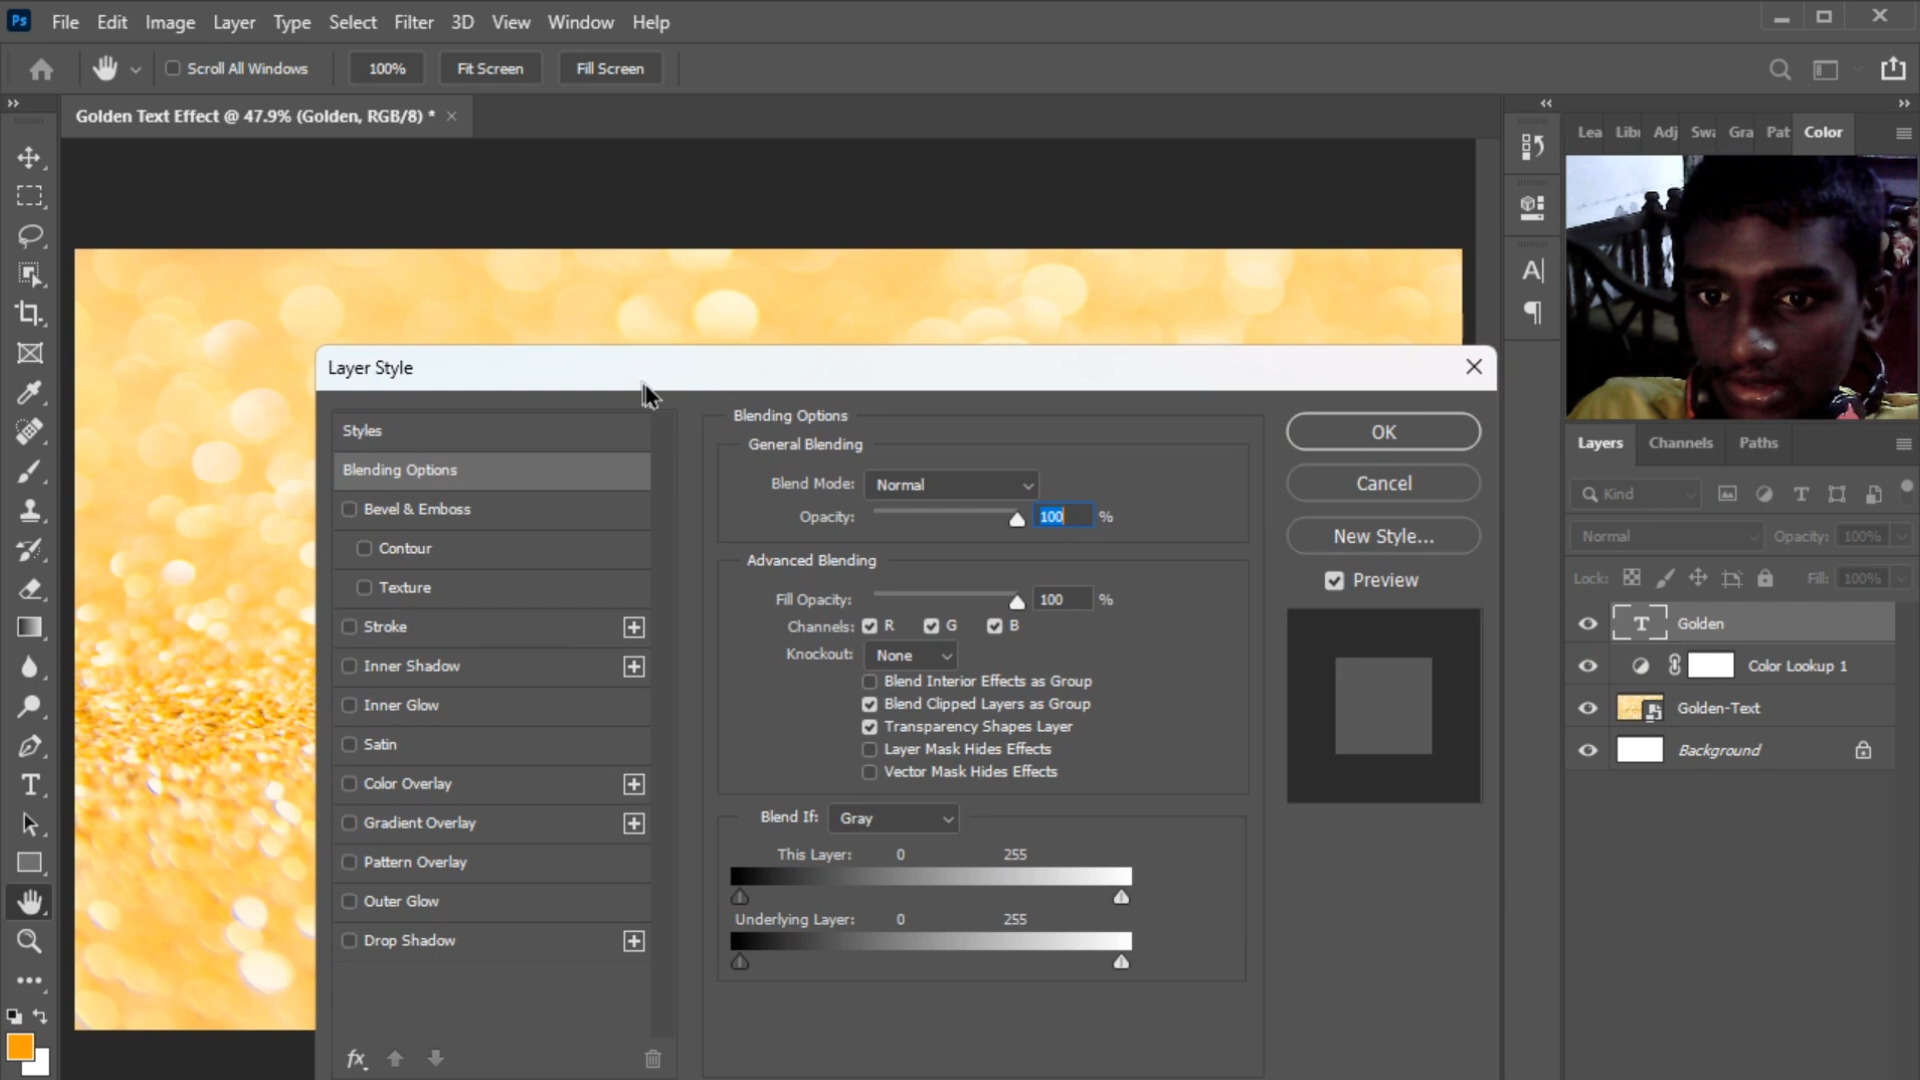 Ps File Edit Image Layer Type Select Filter 3D View Window Help
Scroll All Windows 100% Fit Screen Fill Screen
Golden Text Effect @ 47.9% (Golden, RGB/8) * ×
Lea Libr Adj Swa Gra Pat Color
Layer Style
Styles
Blending Options
Bevel & Emboss
Contour
Texture
Stroke
Inner Shadow
Inner Glow
Satin
Color Overlay
Gradient Overlay
Pattern Overlay
Outer Glow
Drop Shadow
fx
Blending Options
General Blending
Blend Mode: Normal
Opacity: 100 %
Advanced Blending
Fill Opacity: 100 %
Channels: R G B
Knockout: None
Blend Interior Effects as Group
Blend Clipped Layers as Group
Transparency Shapes Layer
Layer Mask Hides Effects
Vector Mask Hides Effects
Blend If: Gray
This Layer: 0 255
Underlying Layer: 0 255
OK
Cancel
New Style...
Preview
Layers Channels Paths
Kind
Normal Opacity: 100%
Lock: Fill: 100%
Golden
Color Lookup 1
Golden-Text
Background